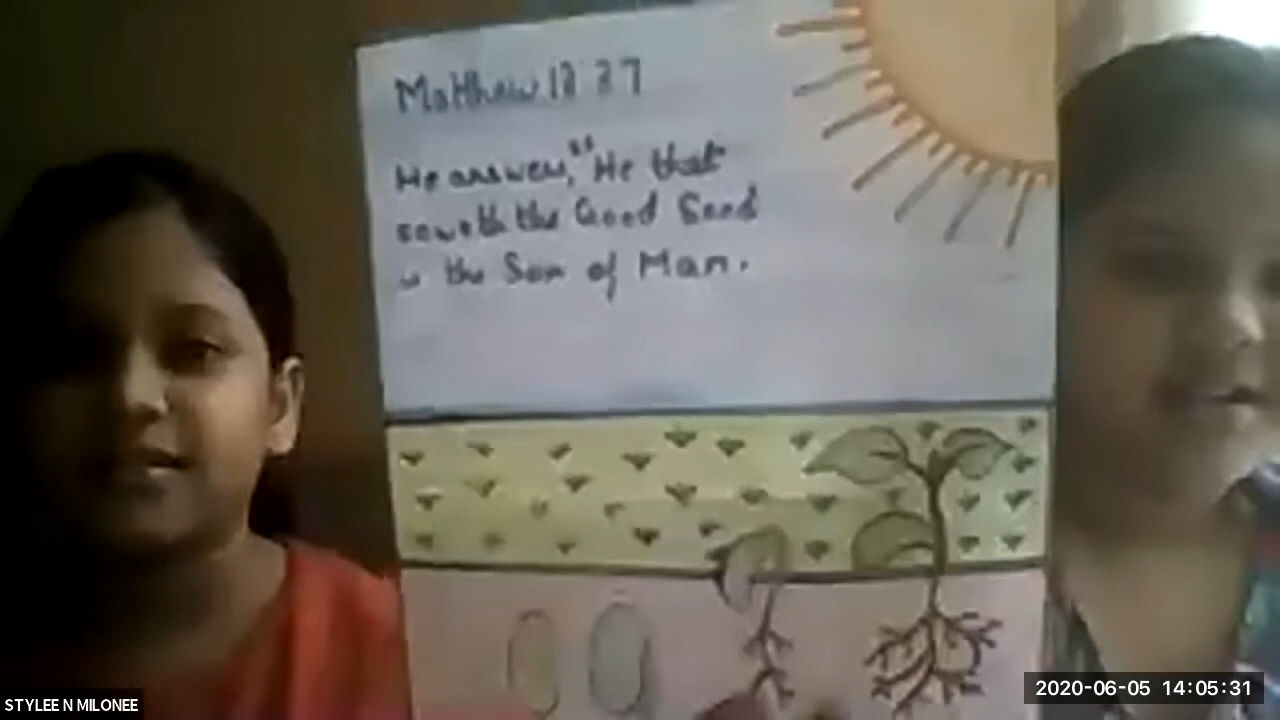 Matthew 13 37
He answer, "He that
soweth the Good Seed
is the Son of Man.
STYLEE N MILONEE
2020-06-05 14:05:31